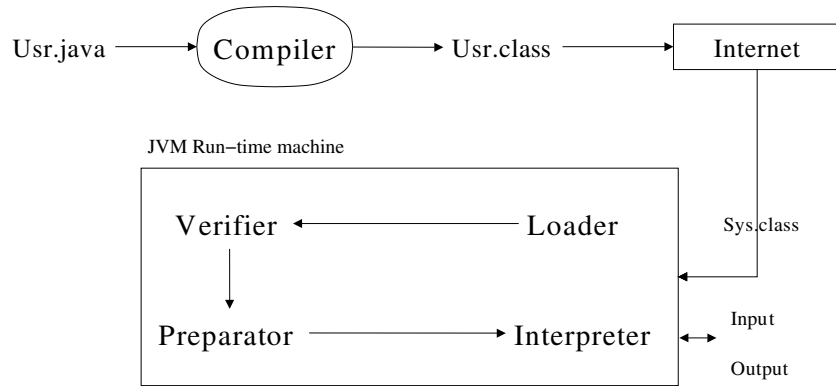 Usr.java
Compiler
Usr.class
Internet
JVM Run−time machine
Verifier
Loader
Sys.class
Preparator
Interpreter
Input
Output